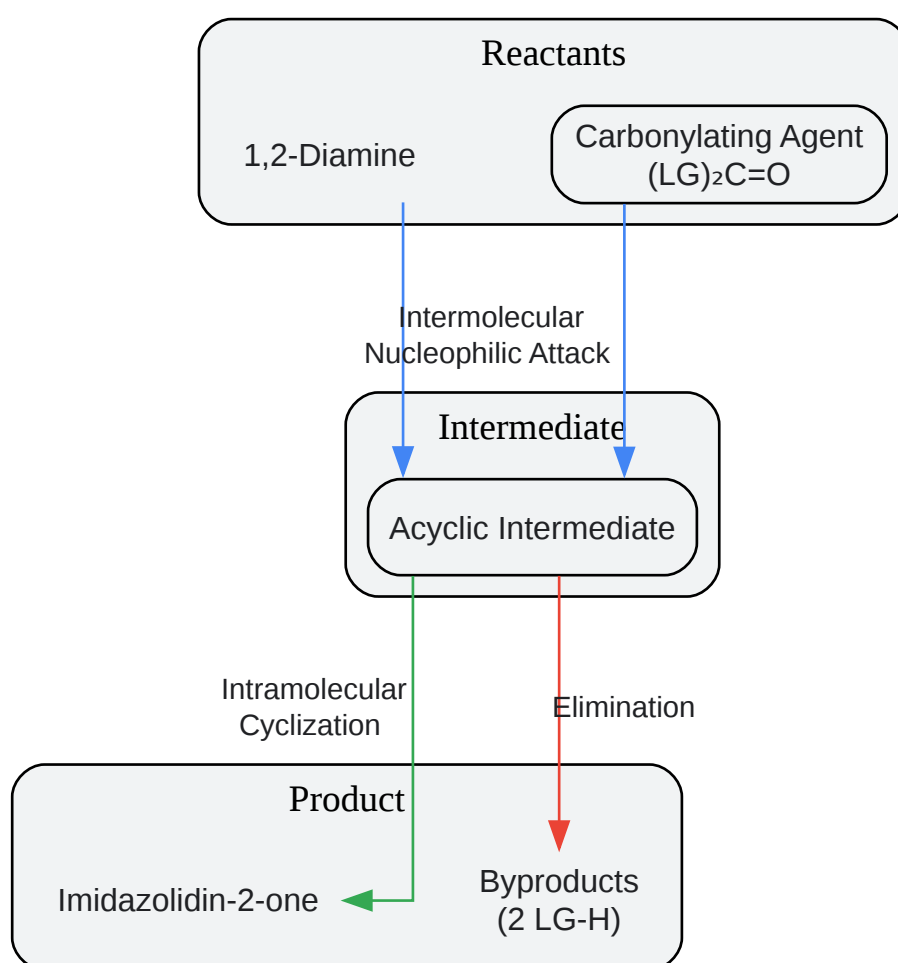 Reactants
1,2-Diamine
Carbonylating Agent
(LG)₂C=O
Intermolecular
Nucleophilic Attack
Intermediate
Acyclic Intermediate
Intramolecular
Cyclization
Elimination
Product
Imidazolidin-2-one
Byproducts
(2 LG-H)